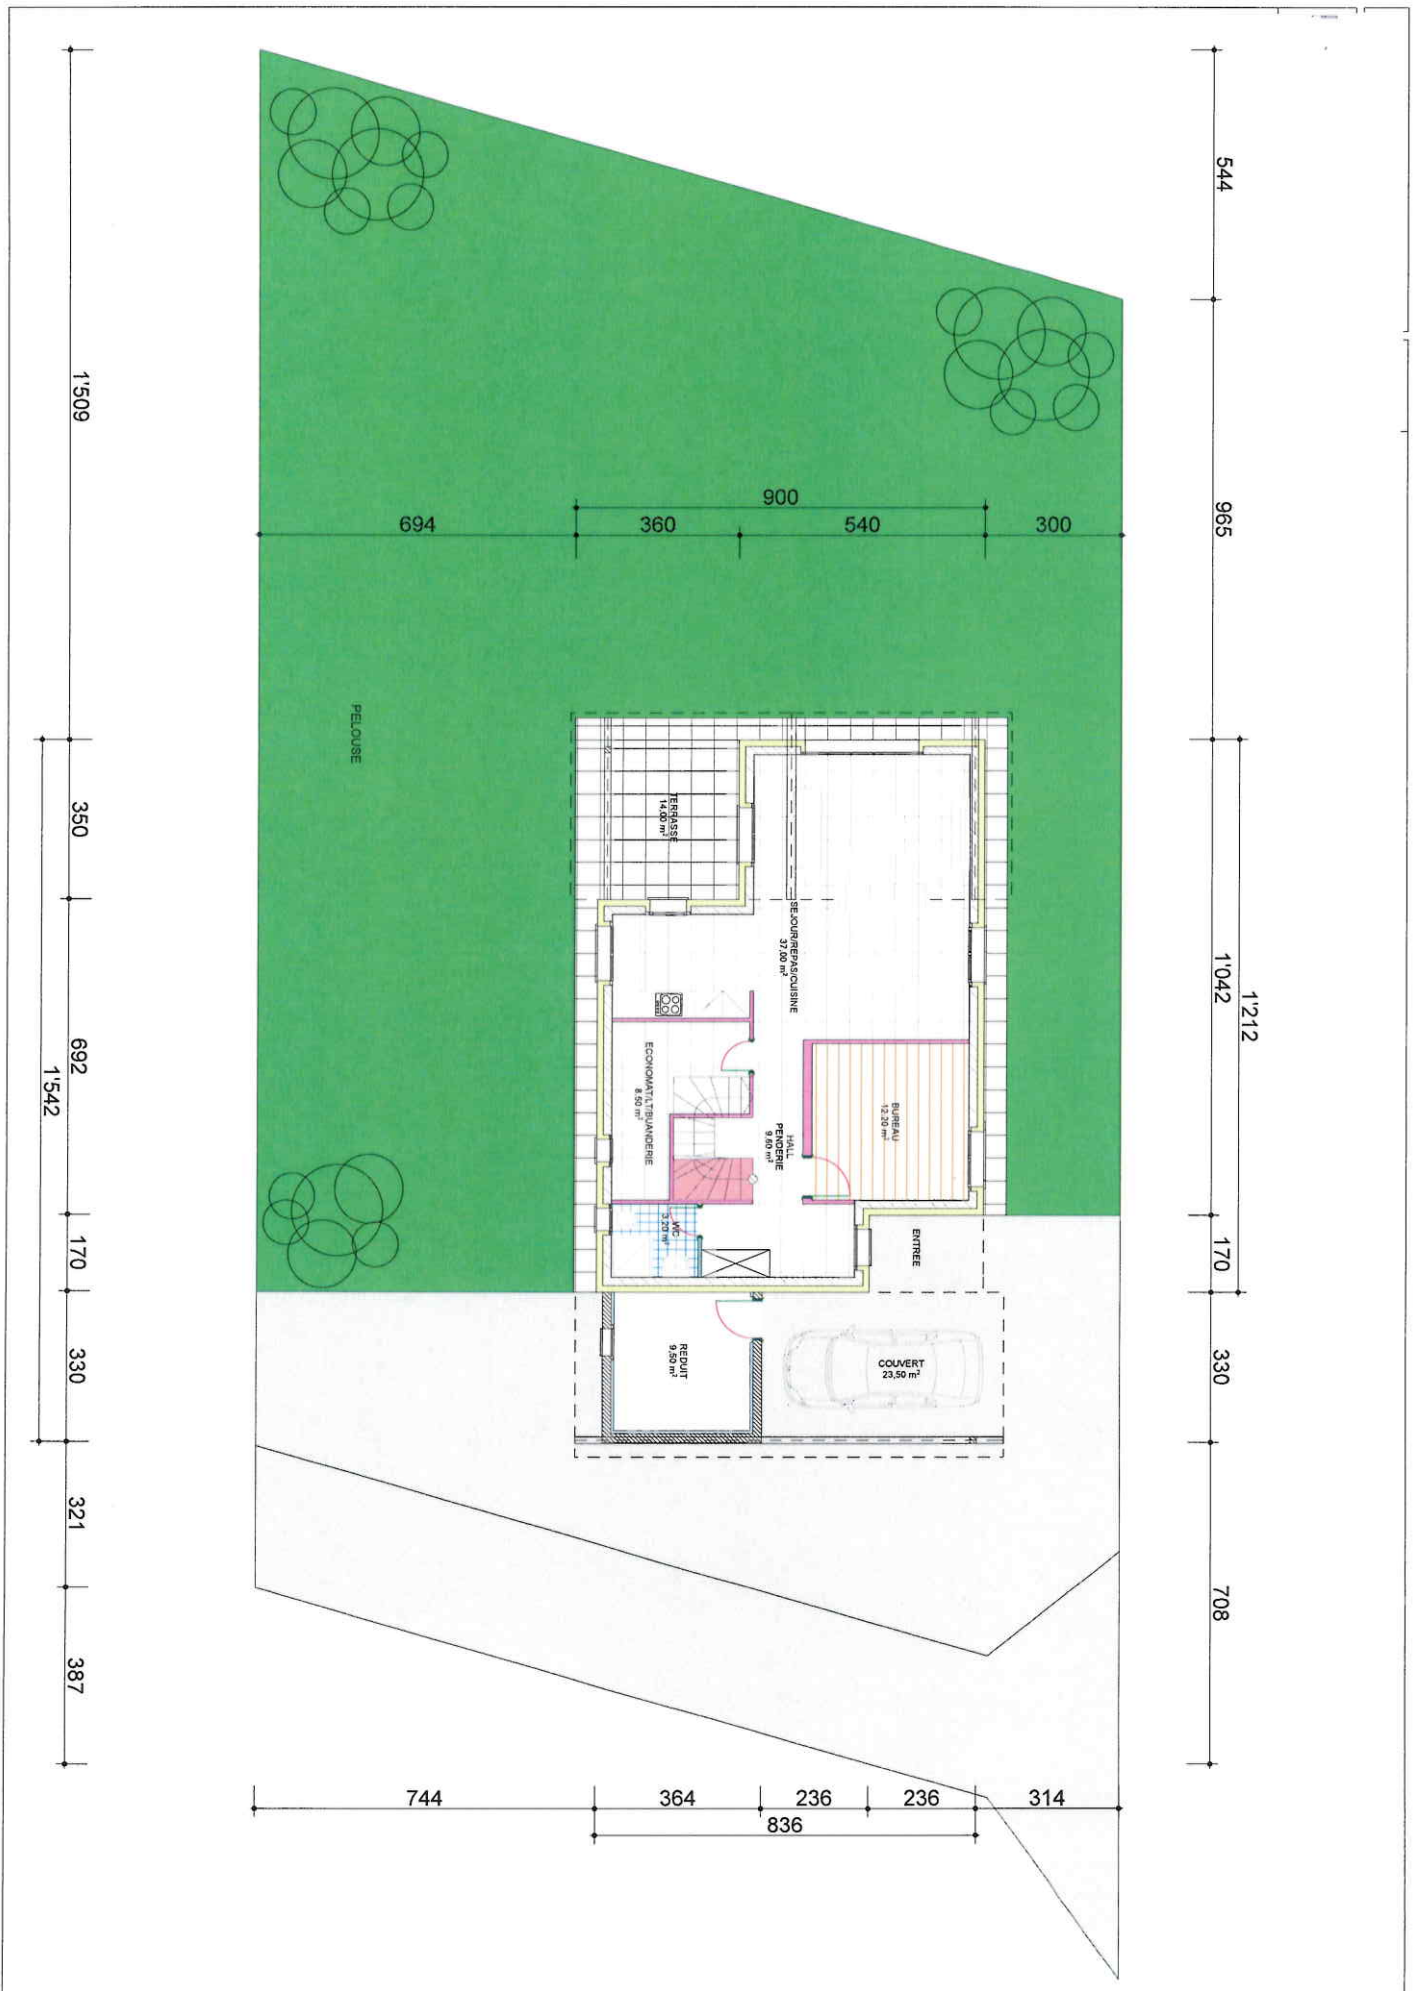 544
965
1'042
170
330
708
1'212
1'509
350
692
170
330
321
387
1'542
900
694
360
540
300
PELOUSE
TERRASSE
14,00 m²
SEJOUR/REPAS/CUISINE
37,00 m²
ECONOMAT/LT/BUANDERIE
8.50 m²
BUREAU
12.20 m²
HALL
PENDERIE
9.60 m²
WC
3.20 m²
ENTREE
REDUIT
9,50 m²
COUVERT
23,50 m²
744
364
236
236
314
836